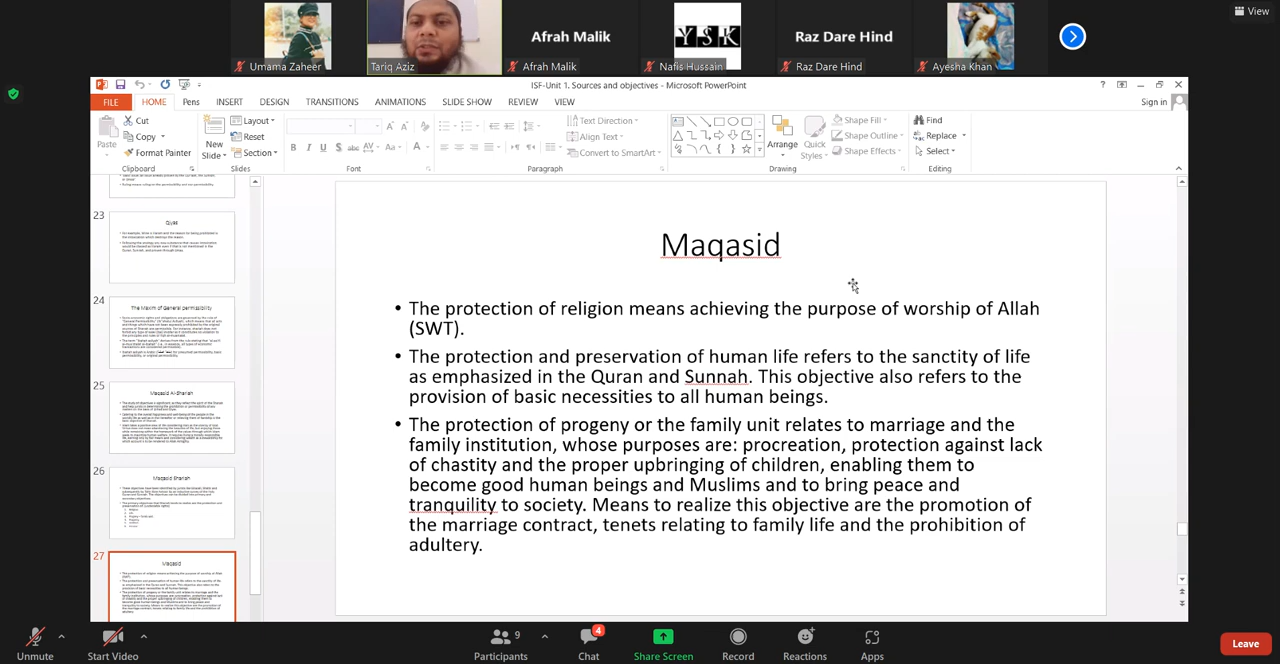 View
Umama Zaheer
Tariq Aziz
Afrah Malik
Afrah Malik
YSK
Nafis Hussain
Raz Dare Hind
Raz Dare Hind
Ayesha Khan
ISF-Unit 1. Sources and objectives - Microsoft PowerPoint
Sign in
FILE HOME Pens INSERT DESIGN TRANSITIONS ANIMATIONS SLIDE SHOW REVIEW VIEW
Paste
Cut
Copy
Format Painter
Clipboard
New
Slide
Layout
Reset
Section
Slides
Font
Text Direction
Align Text
Convert to SmartArt
Paragraph
Arrange
Quick
Styles
Shape Fill
Shape Outline
Shape Effects
Drawing
Find
Replace
Select
Editing
23
Qiyas
24
The Maxim of General permissibility
25
Maqasid Al-Shariah
26
Maqasid Shariah
27
Maqasid
Maqasid
• The protection of religion means achieving the purpose of worship of Allah
(SWT).
• The protection and preservation of human life refers to the sanctity of life
as emphasized in the Quran and Sunnah. This objective also refers to the
provision of basic necessities to all human beings.
• The protection of progeny or the family unit relates to marriage and the
family institution, whose purposes are: procreation, protection against lack
of chastity and the proper upbringing of children, enabling them to
become good human beings and Muslims and to bring peace and
tranquility to society. Means to realize this objective are the promotion of
the marriage contract, tenets relating to family life and the prohibition of
adultery.
Unmute
Start Video
9
Participants
4
Chat
Share Screen
Record
Reactions
Apps
Leave